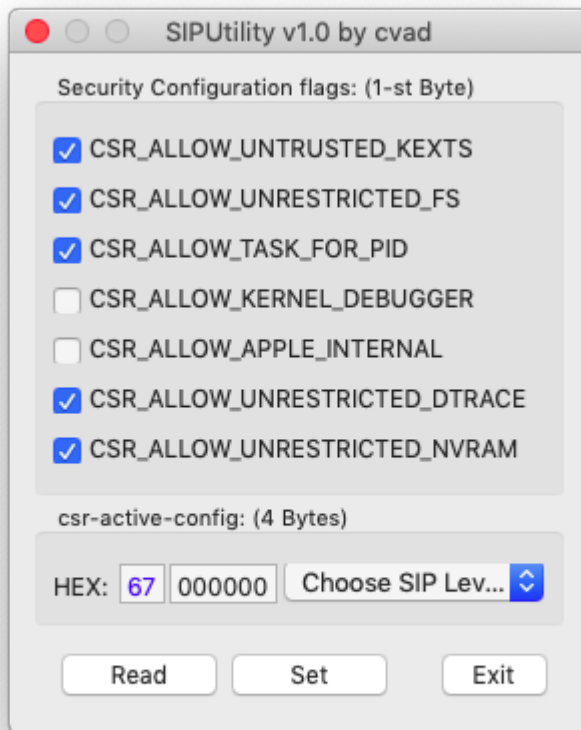 SIPUtility v1.0 by cvad
Security Configuration flags: (1-st Byte)
CSR_ALLOW_UNTRUSTED_KEXTS
CSR_ALLOW_UNRESTRICTED_FS
CSR_ALLOW_TASK_FOR_PID
CSR_ALLOW_KERNEL_DEBUGGER
CSR_ALLOW_APPLE_INTERNAL
CSR_ALLOW_UNRESTRICTED_DTRACE
CSR_ALLOW_UNRESTRICTED_NVRAM
csr-active-config: (4 Bytes)
HEX: 67 000000 Choose SIP Lev...
Read Set Exit